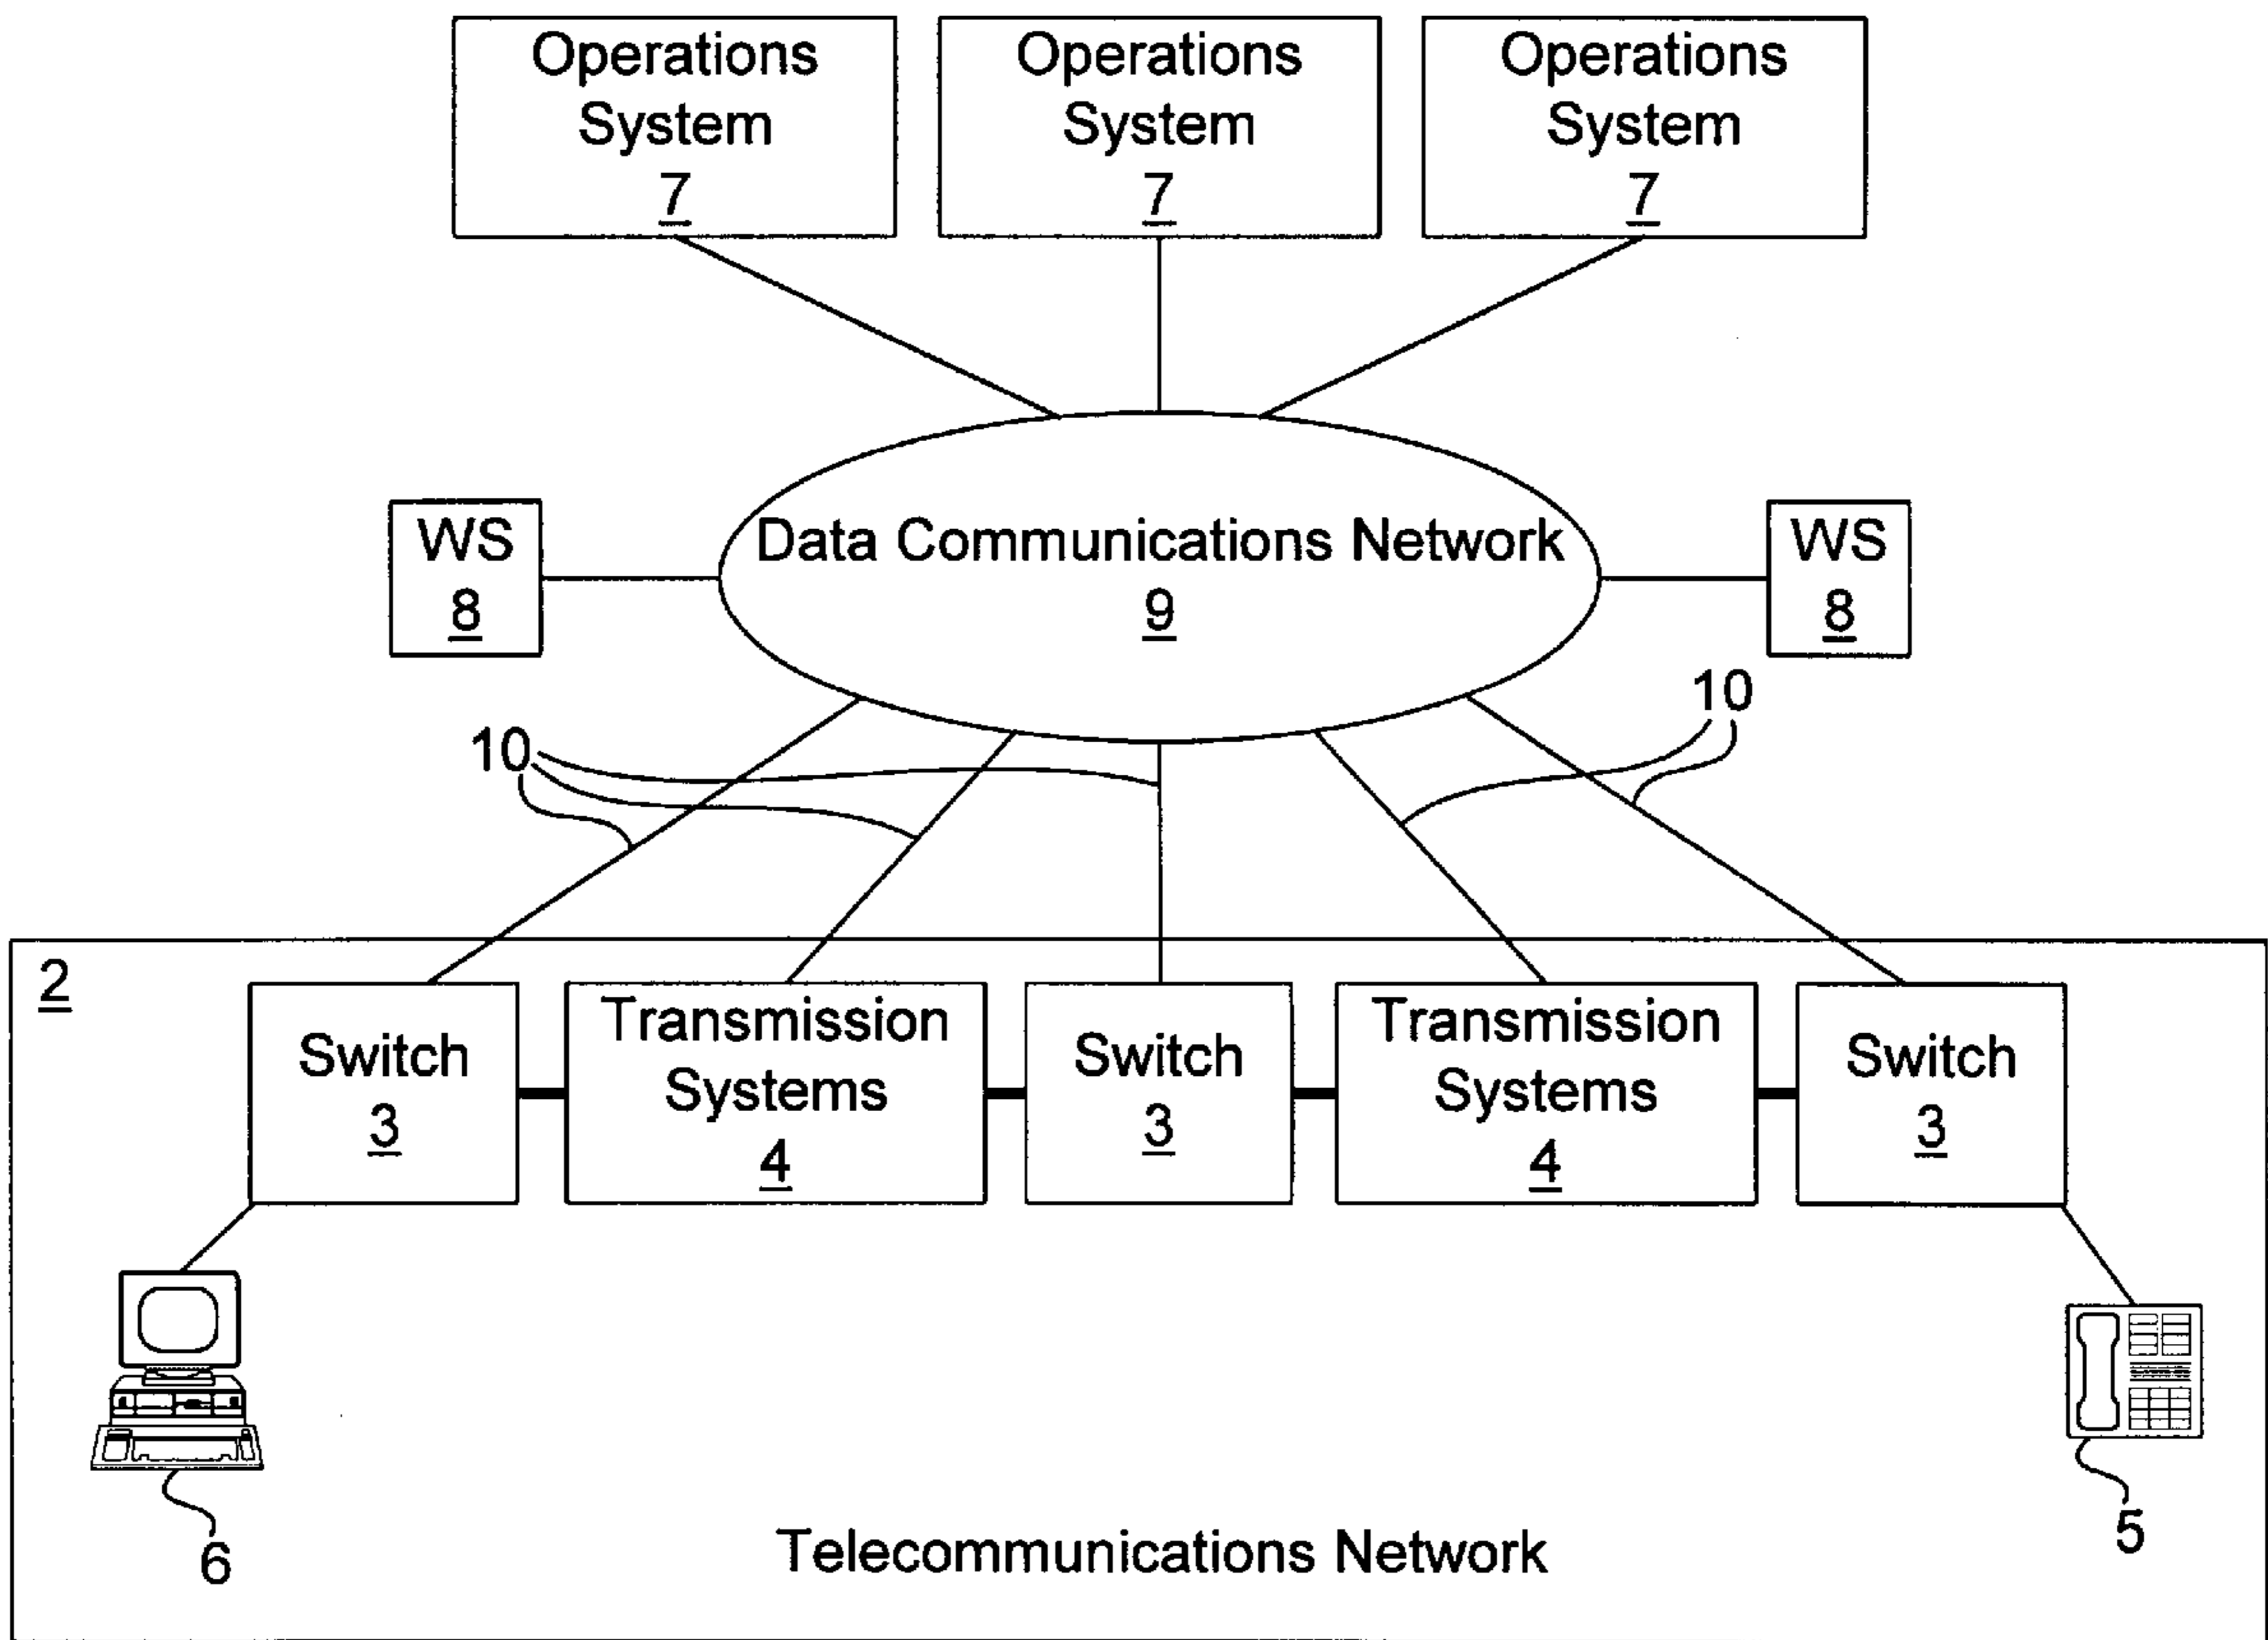 Operations
System
7
Operations
System
7
Operations
System
7
WS
8
Data Communications Network
9
WS
8
10
10
2
Switch
3
Transmission
Systems
4
Switch
3
Transmission
Systems
4
Switch
3
6
5
Telecommunications Network